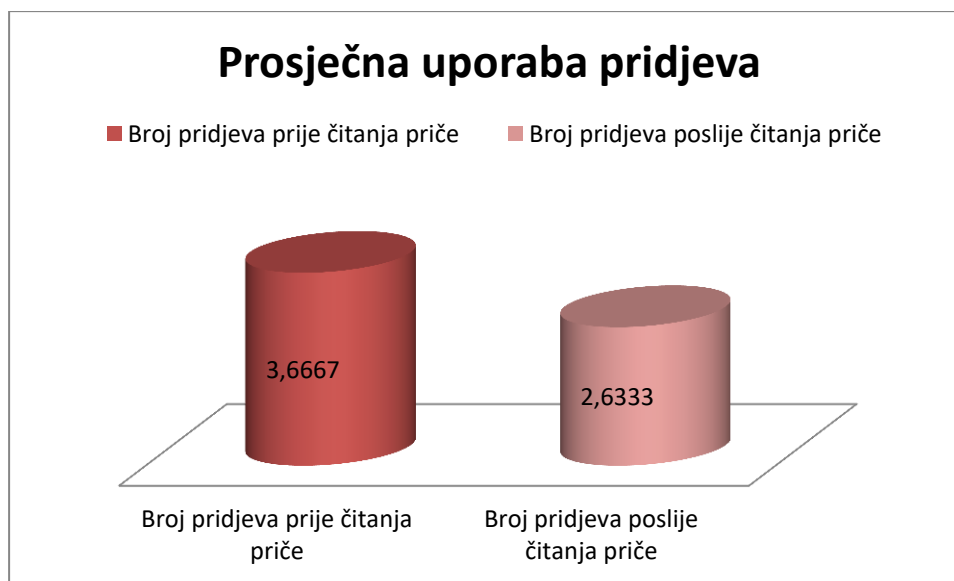 Prosječna uporaba pridjeva
Broj pridjeva prije čitanja priče
Broj pridjeva poslije čitanja priče
3,6667
2,6333
Broj pridjeva prije čitanja
priče
Broj pridjeva poslije
čitanja priče